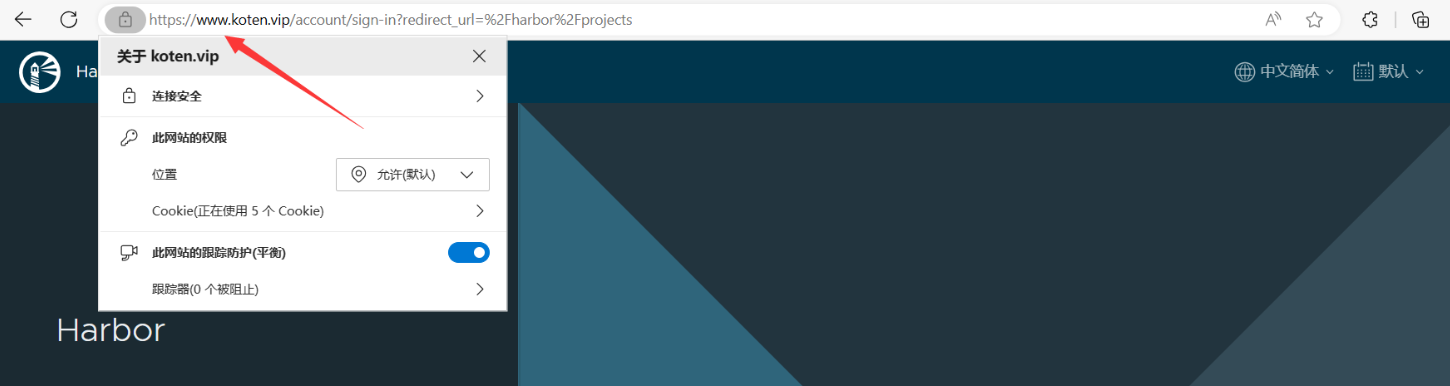 https://www.koten.vip/account/sign-in?redirect_url=%2Fharbor%2Fprojects
关于 koten.vip
Ha
中文简体
默认
连接安全
此网站的权限
位置
允许(默认)
Cookie(正在使用 5 个 Cookie)
此网站的跟踪防护(平衡)
跟踪器(0 个被阻止)
Harbor